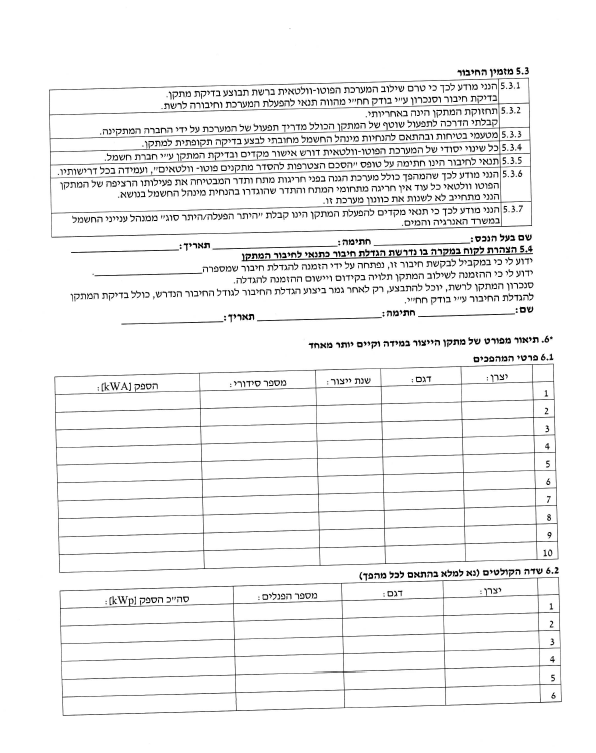 5.3 מזמין החיבור
5.3.1 הנני מודע לכך כי טרם שילוב המערכת הפוטו-וולטאית ברשת תבוצע בדיקת מתקן.
בדיקת חיבור וסנכרון ע״י בודק חח״י מהווה תנאי להפעלת המערכת וחיבורה לרשת.
5.3.2 תחזוקת המתקן הינה באחריותי.
קבלתי הדרכה לתפעול שוטף של המתקן הכולל מדריך תפעול של המערכת על ידי החברה המתקינה.
5.3.3 מטעמי בטיחות ובהתאם להנחיות מינהל החשמל מחובתי לבצע בדיקה תקופתית למתקן.
5.3.4 כל שינוי יסודי של המערכת הפוטו-וולטאית דורש אישור מקדים ובדיקת המתקן ע״י חברת חשמל.
5.3.5 תנאי לחיבור הינו חתימה על טופס "הסכם הצטרפות להסדר מתקנים פוטו- וולטאים", ועמידה בכל דרישותיו.
5.3.6 הנני מודע לכך שהמהפך כולל מערכת הגנה בפני חריגות מתח ותדר המבטיחה את פעילותו הרציפה של המתקן
הפוטו וולטאי כל עוד אין חריגה מתחומי המתח והתדר שהוגדרו בהנחית מינהל החשמל בנושא.
הנני מתחייב לא לשנות את כוונון מערכת זו.
5.3.7 הנני מודע לכך כי תנאי מקדים להפעלת המתקן הינו קבלת "היתר הפעלה/היתר סוג" ממנהל ענייני החשמל
במשרד האנרגיה והמים.
שם בעל הנכס:____________ חתימה:____________ תאריך:____________
5.4 הצהרת לקוח במקרה בו נדרשת הגדלת חיבור כתנאי לחיבור המתקן
ידוע לי כי במקביל לבקשת חיבור זו, נפתחה על ידי הזמנה להגדלת חיבור שמספרה____________.
ידוע לי כי ההזמנה לשילוב המתקן תלויה בקידום ויישום ההזמנה להגדלה.
סנכרון המתקן לרשת, יוכל להתבצע, רק לאחר גמר ביצוע הגדלת החיבור לגודל החיבור הנדרש, כולל בדיקת המתקן
להגדלת החיבור ע״י בודק חח״י.
שם:____________ חתימה:____________ תאריך:____________
*6. תיאור מפורט של מתקן הייצור במידה וקיים יותר מאחד
6.1 פרטי המהפכים
יצרן: דגם: שנת ייצור: מספר סידורי: הספק [kWA]:
1
2
3
4
5
6
7
8
9
10
6.2 שדה הקולטים (נא למלא בהתאם לכל מהפך)
יצרן: דגם: מספר הפנלים: סה״כ הספק [kWp]:
1
2
3
4
5
6